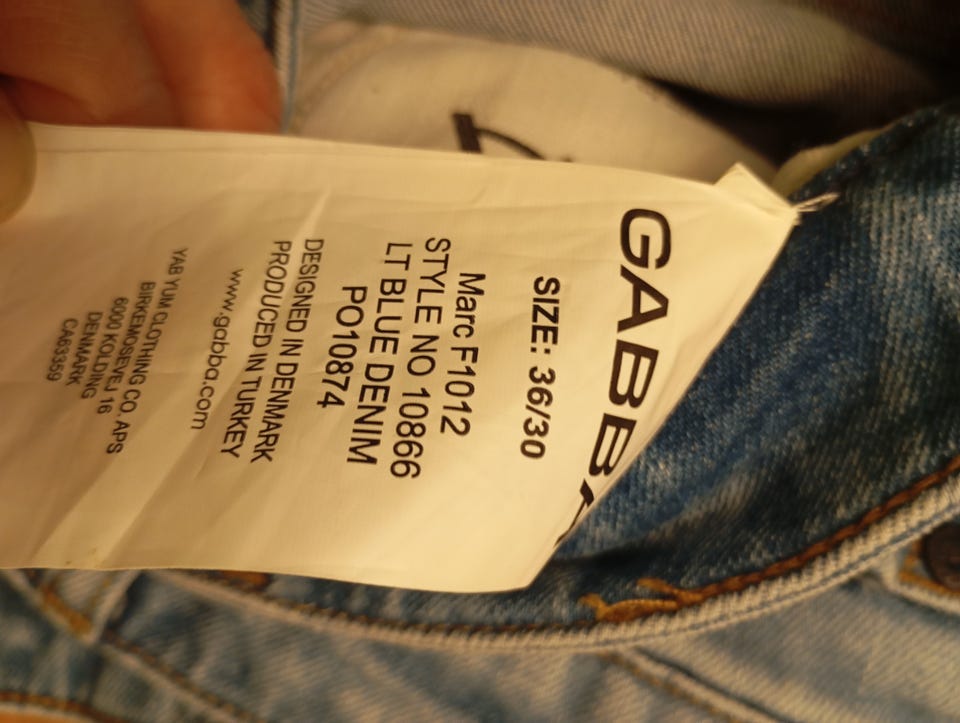 GABBA
SIZE: 36/30
Marc F1012
STYLE NO 10866
LT BLUE DENIM
PO10874
DESIGNED IN DENMARK
PRODUCED IN TURKEY
www.gabba.com
YAB YUM CLOTHING CO. APS
BIRKEMOSEVEJ 16
6000 KOLDING
DENMARK
CA63359